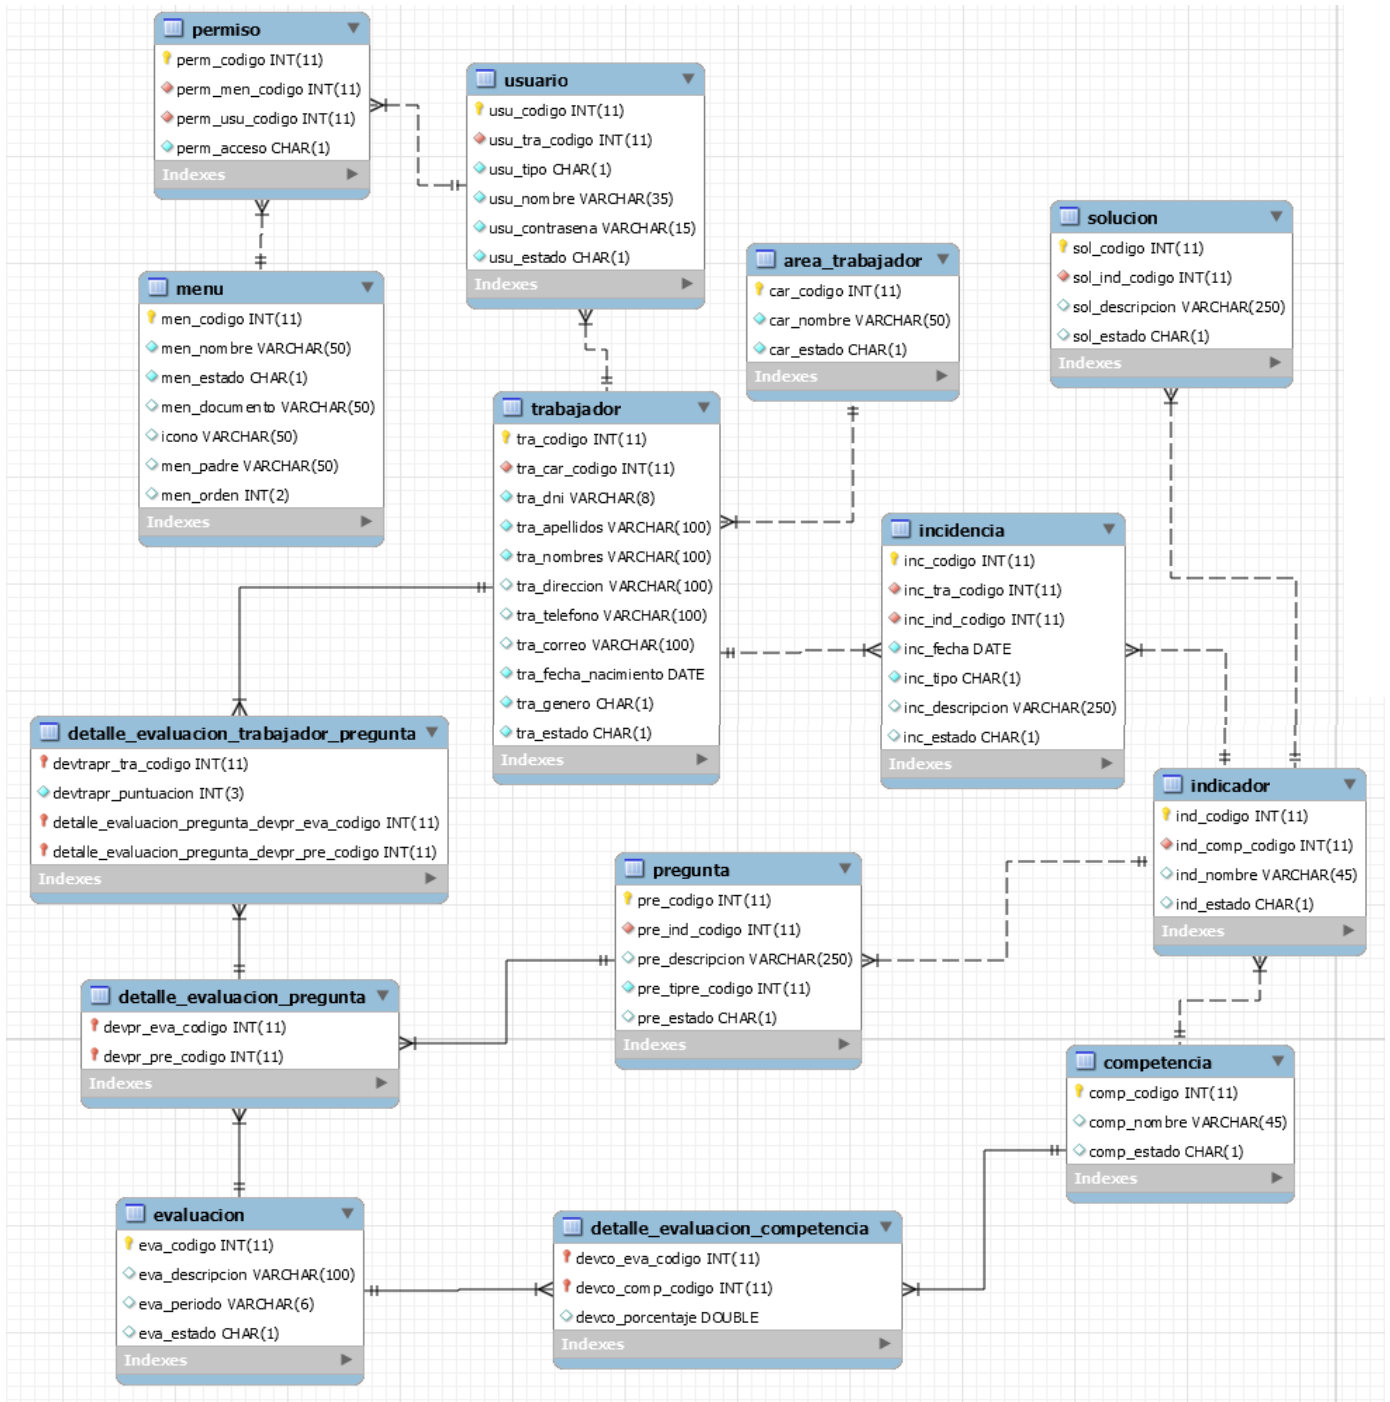 permiso
perm_codigo INT(11)
perm_men_codigo INT(11)
perm_usu_codigo INT(11)
perm_acceso CHAR(1)
Indexes
usuario
usu_codigo INT(11)
usu_tra_codigo INT(11)
usu_tipo CHAR(1)
usu_nombre VARCHAR(35)
usu_contrasena VARCHAR(15)
usu_estado CHAR(1)
Indexes
menu
men_codigo INT(11)
men_nombre VARCHAR(50)
men_estado CHAR(1)
men_documento VARCHAR(50)
icono VARCHAR(50)
men_padre VARCHAR(50)
men_orden INT(2)
Indexes
area_trabajador
car_codigo INT(11)
car_nombre VARCHAR(50)
car_estado CHAR(1)
Indexes
solucion
sol_codigo INT(11)
sol_ind_codigo INT(11)
sol_descripcion VARCHAR(250)
sol_estado CHAR(1)
Indexes
trabajador
tra_codigo INT(11)
tra_car_codigo INT(11)
tra_dni VARCHAR(8)
tra_apellidos VARCHAR(100)
tra_nombres VARCHAR(100)
tra_direccion VARCHAR(100)
tra_telefono VARCHAR(100)
tra_correo VARCHAR(100)
tra_fecha_nacimiento DATE
tra_genero CHAR(1)
tra_estado CHAR(1)
Indexes
incidencia
inc_codigo INT(11)
inc_tra_codigo INT(11)
inc_ind_codigo INT(11)
inc_fecha DATE
inc_tipo CHAR(1)
inc_descripcion VARCHAR(250)
inc_estado CHAR(1)
Indexes
detalle_evaluacion_trabajador_pregunta
devtrapr_tra_codigo INT(11)
devtrapr_puntuacion INT(3)
detalle_evaluacion_pregunta_devpr_eva_codigo INT(11)
detalle_evaluacion_pregunta_devpr_pre_codigo INT(11)
Indexes
indicador
ind_codigo INT(11)
ind_comp_codigo INT(11)
ind_nombre VARCHAR(45)
ind_estado CHAR(1)
Indexes
pregunta
pre_codigo INT(11)
pre_ind_codigo INT(11)
pre_descripcion VARCHAR(250)
pre_tipre_codigo INT(11)
pre_estado CHAR(1)
Indexes
detalle_evaluacion_pregunta
devpr_eva_codigo INT(11)
devpr_pre_codigo INT(11)
Indexes
competencia
comp_codigo INT(11)
comp_nombre VARCHAR(45)
comp_estado CHAR(1)
Indexes
evaluacion
eva_codigo INT(11)
eva_descripcion VARCHAR(100)
eva_periodo VARCHAR(6)
eva_estado CHAR(1)
Indexes
detalle_evaluacion_competencia
devco_eva_codigo INT(11)
devco_comp_codigo INT(11)
devco_porcentaje DOUBLE
Indexes